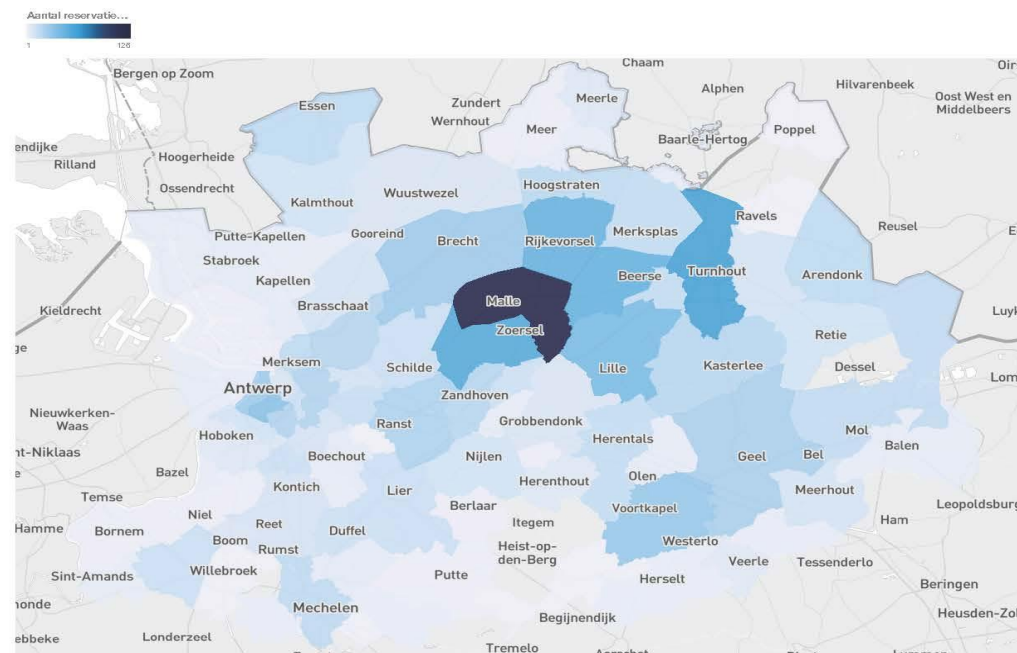 Aantal reservatie...
1
128
Bergen op Zoom
Chaam
Essen
Zundert
Meerle
Alphen
Hilvarenbeek
Oost West en
Middelbeers
Wernhout
Meer
Baarle-Hertog
Poppel
endijke
Rilland
Hoogerheide
Ossendrecht
Kalmthout
Wuustwezel
Hoogstraten
Ravels
Reusel
Putte-Kapellen
Gooreind
Brecht
Rijkevorsel
Merksplas
Stabroek
Kapellen
Beerse
Turnhout
Arendonk
Kieldrecht
Brasschaat
Malle
Zoersel
Luyk
Retie
ge
Merksem
Schilde
Lille
Kasterlee
Dessel
Lom
Antwerp
Zandhoven
Nieuwkerken-
Waas
Ranst
Grobbendonk
Hoboken
Herentals
Mol
Balen
nt-Niklaas
Boechout
Nijlen
Geel
Bel
Bazel
Kontich
Lier
Herenthout
Olen
Meerhout
Temse
Berlaar
Voortkapel
Leopoldsburg
Hamme
Bornem
Niel
Reet
Duffel
Itegem
Ham
Boom
Rumst
Heist-op-
den-Berg
Westerlo
Veerle
Tessenderlo
Sint-Amands
Willebroek
Putte
Herselt
Beringen
monde
Mechelen
Begijnendijk
Heusden-Zol
ebbeke
Londerzeel
Tremelo